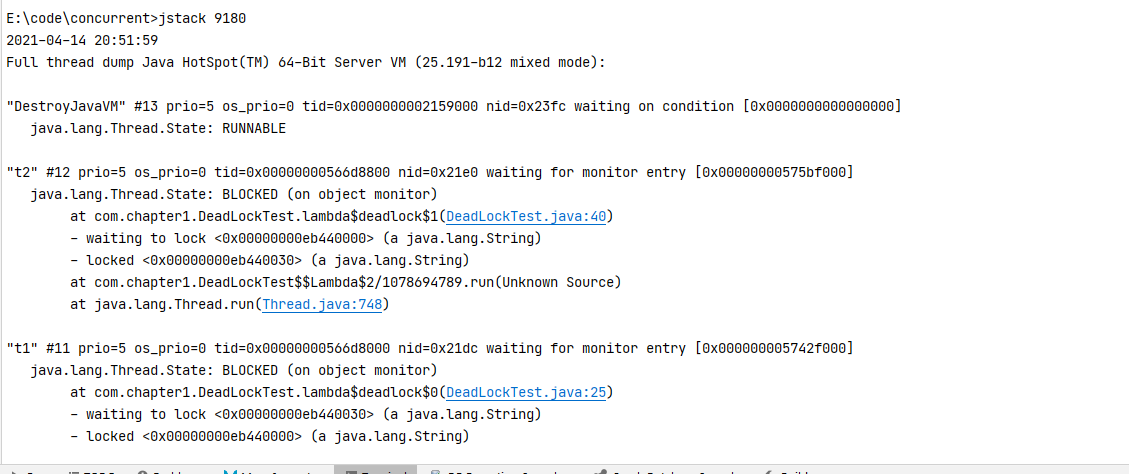 E:\code\concurrent>jstack 9180
2021-04-14 20:51:59
Full thread dump Java HotSpot(TM) 64-Bit Server VM (25.191-b12 mixed mode):
"DestroyJavaVM" #13 prio=5 os_prio=0 tid=0x0000000002159000 nid=0x23fc waiting on condition [0x0000000000000000]
java.lang.Thread.State: RUNNABLE
"t2" #12 prio=5 os_prio=0 tid=0x00000000566d8800 nid=0x21e0 waiting for monitor entry [0x00000000575bf000]
java.lang.Thread.State: BLOCKED (on object monitor)
at com.chapter1.DeadLockTest.lambda$deadlock$1(DeadLockTest.java:40)
- waiting to lock <0x00000000eb440000> (a java.lang.String)
- locked <0x00000000eb440030> (a java.lang.String)
at com.chapter1.DeadLockTest$$Lambda$2/1078694789.run(Unknown Source)
at java.lang.Thread.run(Thread.java:748)
"t1" #11 prio=5 os_prio=0 tid=0x00000000566d8000 nid=0x21dc waiting for monitor entry [0x000000005742f000]
java.lang.Thread.State: BLOCKED (on object monitor)
at com.chapter1.DeadLockTest.lambda$deadlock$0(DeadLockTest.java:25)
- waiting to lock <0x00000000eb440030> (a java.lang.String)
- locked <0x00000000eb440000> (a java.lang.String)